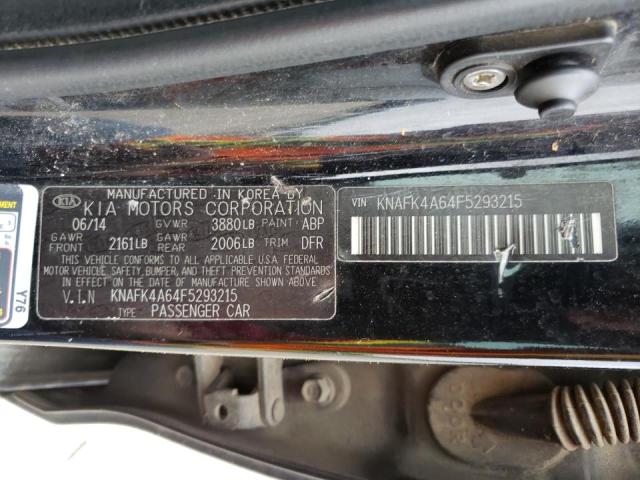 MANUFACTURED IN KOREA BY
KIA KIA MOTORS CORPORATION
06/14 GVWR 3880LB PAINT: ABP
GAWR FRONT 2161LB GAWR REAR 2006LB TRIM DFR
THIS VEHICLE CONFORMS TO ALL APPLICABLE U.S.A FEDERAL
MOTOR VEHICLE SAFETY,BUMPER, AND THEFT PREVENTION STANDARDS
IN EFFECT ON THE DATE OF MANUFACTURE SHOWN ABOVE.
V.I.N KNAFK4A64F5293215
TYPE PASSENGER CAR
VIN KNAFK4A64F5293215
Y76